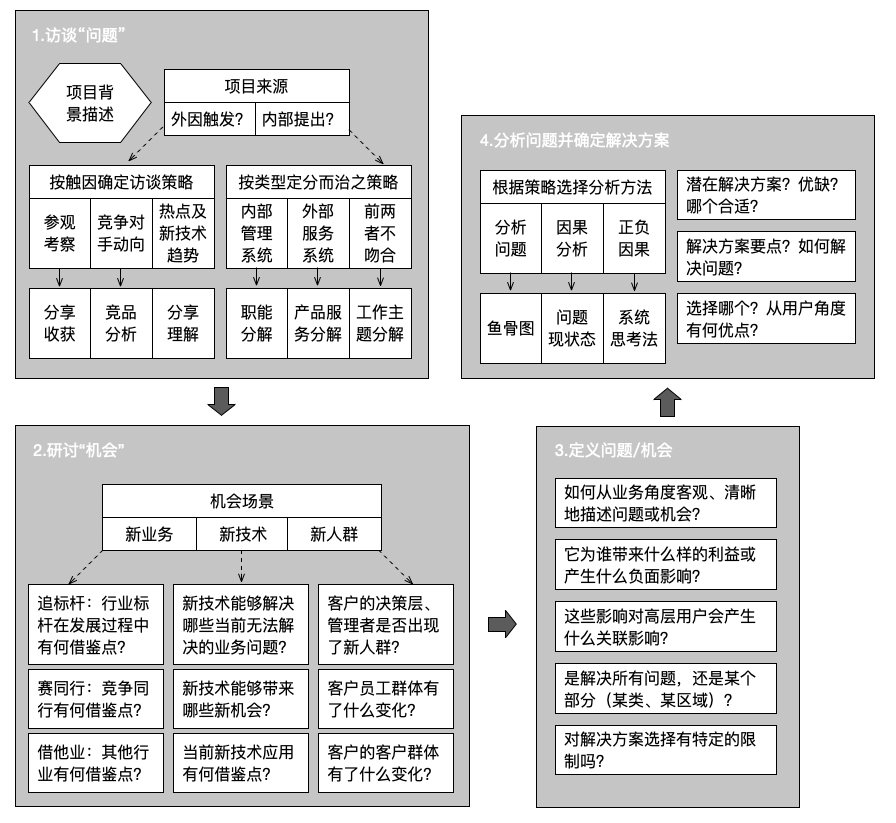 1.访谈“问题”
项目背
景描述
项目来源
外因触发？
内部提出？
按触因确定访谈策略
参观
考察
竞争对
手动向
热点及
新技术
趋势
分享
收获
竞品
分析
分享
理解
按类型定分而治之策略
内部
管理
系统
外部
服务
系统
前两
者不
吻合
职能
分解
产品服
务分解
工作主
题分解
2.研讨“机会”
机会场景
新业务
新技术
新人群
追标杆：行业标
杆在发展过程中
有何借鉴点？
赛同行：竞争同
行有何借鉴点？
借他业：其他行
业有何借鉴点？
新技术能够解决
哪些当前无法解
决的业务问题？
新技术能够带来
哪些新机会？
当前新技术应用
有何借鉴点？
客户的决策层、
管理者是否出现
了新人群？
客户员工群体有
了什么变化？
客户的客户群体
有了什么变化？
3.定义问题/机会
如何从业务角度客观、清晰
地描述问题或机会？
它为谁带来什么样的利益或
产生什么负面影响？
这些影响对高层用户会产生
什么关联影响？
是解决所有问题，还是某个
部分（某类、某区域）？
对解决方案选择有特定的限
制吗？
4.分析问题并确定解决方案
根据策略选择分析方法
分析
问题
因果
分析
正负
因果
鱼骨图
问题
现状态
系统
思考法
潜在解决方案？优缺？
哪个合适？
解决方案要点？如何解
决问题？
选择哪个？从用户角度
有何优点？